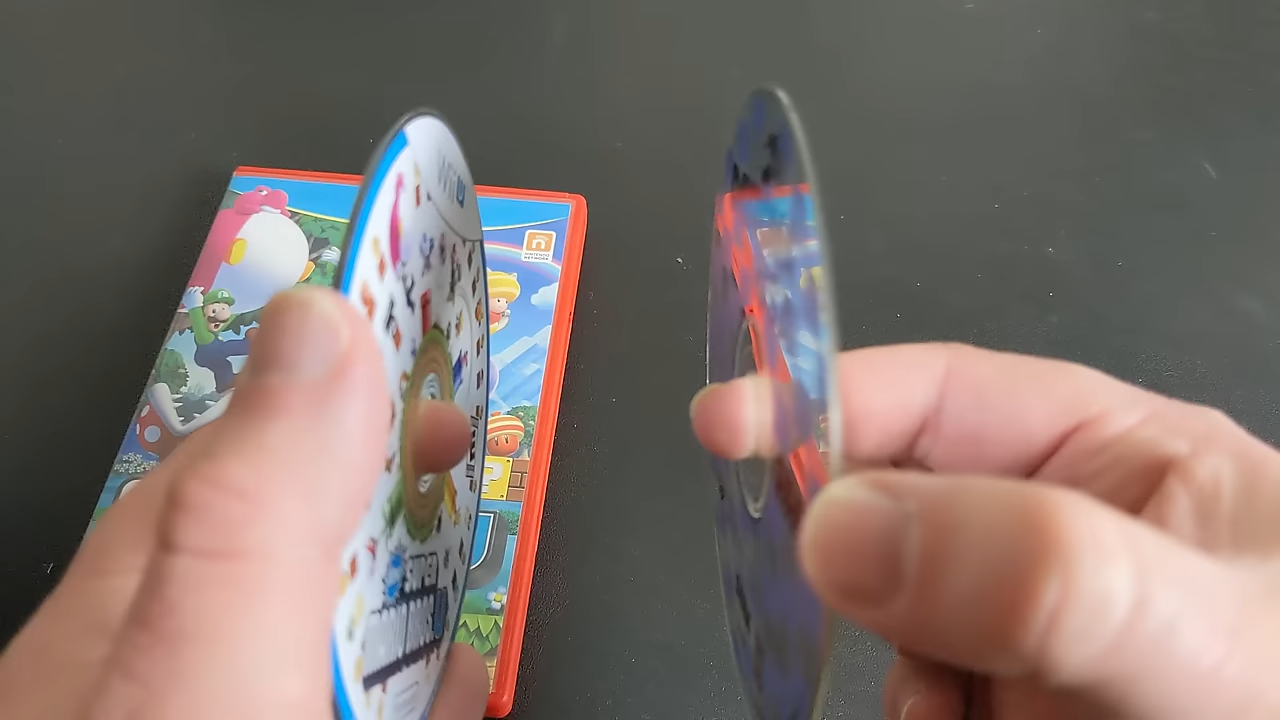 Wii U
NINTENDO
NETWORK
SUPER
MARIO BROS. U